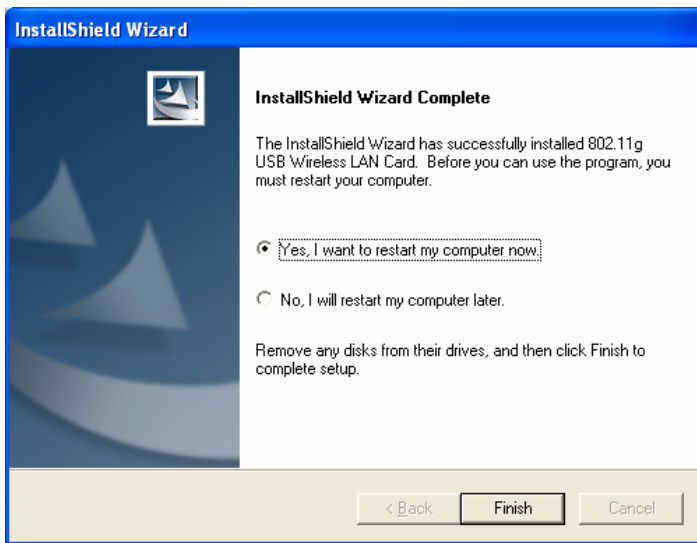 InstallShield Wizard
InstallShield Wizard Complete
The InstallShield Wizard has successfully installed 802.11g
USB Wireless LAN Card.  Before you can use the program, you
must restart your computer.
Yes, I want to restart my computer now.
No, I will restart my computer later.
Remove any disks from their drives, and then click Finish to
complete setup.
< Back Finish Cancel